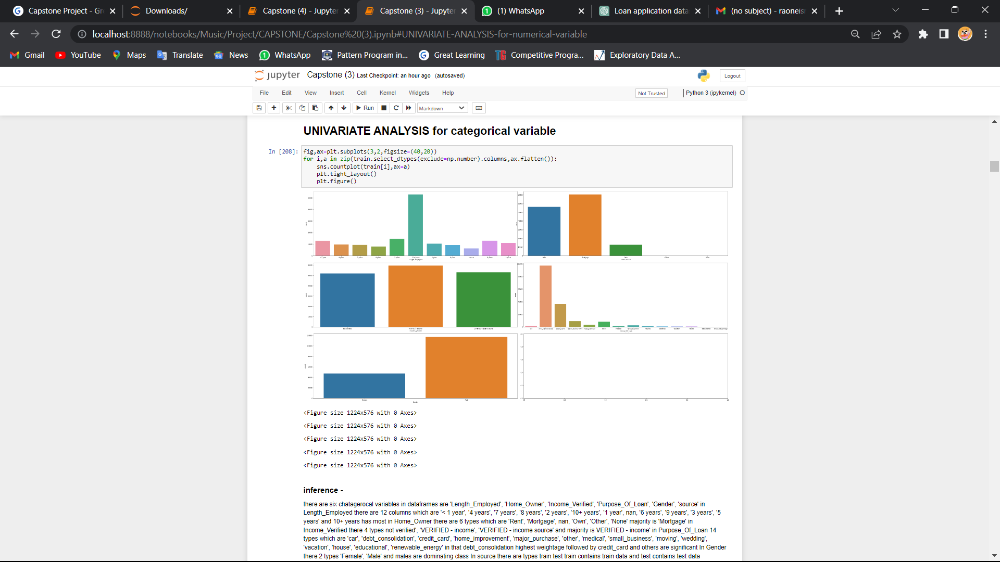 Capstone Project - Gr
Downloads/
Capstone (4) - Jupyter
Capstone (3) - Jupyter
(1) WhatsApp
Loan application data
(no subject) - raoneis
localhost:8888/notebooks/Music/Project/CAPSTONE/Capstone%20(3).ipynb#UNIVARIATE-ANALYSIS-for-numerical-variable
Gmail
YouTube
Maps
Translate
News
WhatsApp
Pattern Program in...
Great Learning
Competitive Progra...
Exploratory Data A...
jupyter Capstone (3) Last Checkpoint: an hour ago (autosaved)
Logout
File Edit View Insert Cell Kernel Widgets Help
Not Trusted
Python 3 (ipykernel)
Run
Markdown
UNIVARIATE ANALYSIS for categorical variable
In [208]: fig,ax=plt.subplots(3,2,figsize=(40,20))
for i,a in zip(train.select_dtypes(exclude=np.number).columns,ax.flatten()):
sns.countplot(train[i],ax=a)
plt.tight_layout()
plt.figure()
<Figure size 1224x576 with 0 Axes>
<Figure size 1224x576 with 0 Axes>
<Figure size 1224x576 with 0 Axes>
<Figure size 1224x576 with 0 Axes>
<Figure size 1224x576 with 0 Axes>
inference -
there are six chatagerocal variables in dataframes are 'Length_Employed', 'Home_Owner', 'Income_Verified', 'Purpose_Of_Loan', 'Gender', 'source' in
Length_Employed there are 12 columns which are '< 1 year', '4 years', '7 years', '8 years', '2 years', '10+ years', '1 year', nan, '6 years', '9 years', '3 years', '5
years' and 10+ years has most in Home_Owner there are 6 types which are 'Rent', 'Mortgage', nan, 'Own', 'Other', 'None' majority is 'Mortgage' in
Income_Verified there 4 types not verified', 'VERIFIED - income', 'VERIFIED - income source' and majority is VERIFIED - income' in Purpose_Of_Loan 14
types which are 'car', 'debt_consolidation', 'credit_card', 'home_improvement', 'major_purchase', 'other', 'medical', 'small_business', 'moving', 'wedding',
'vacation', 'house', 'educational', 'renewable_energy' in that debt_consolidation highest weightage followed by credit_card and others are significant In Gender
there 2 types 'Female', 'Male' and males are dominating class In source there are types train test train contains train data and test contains test data